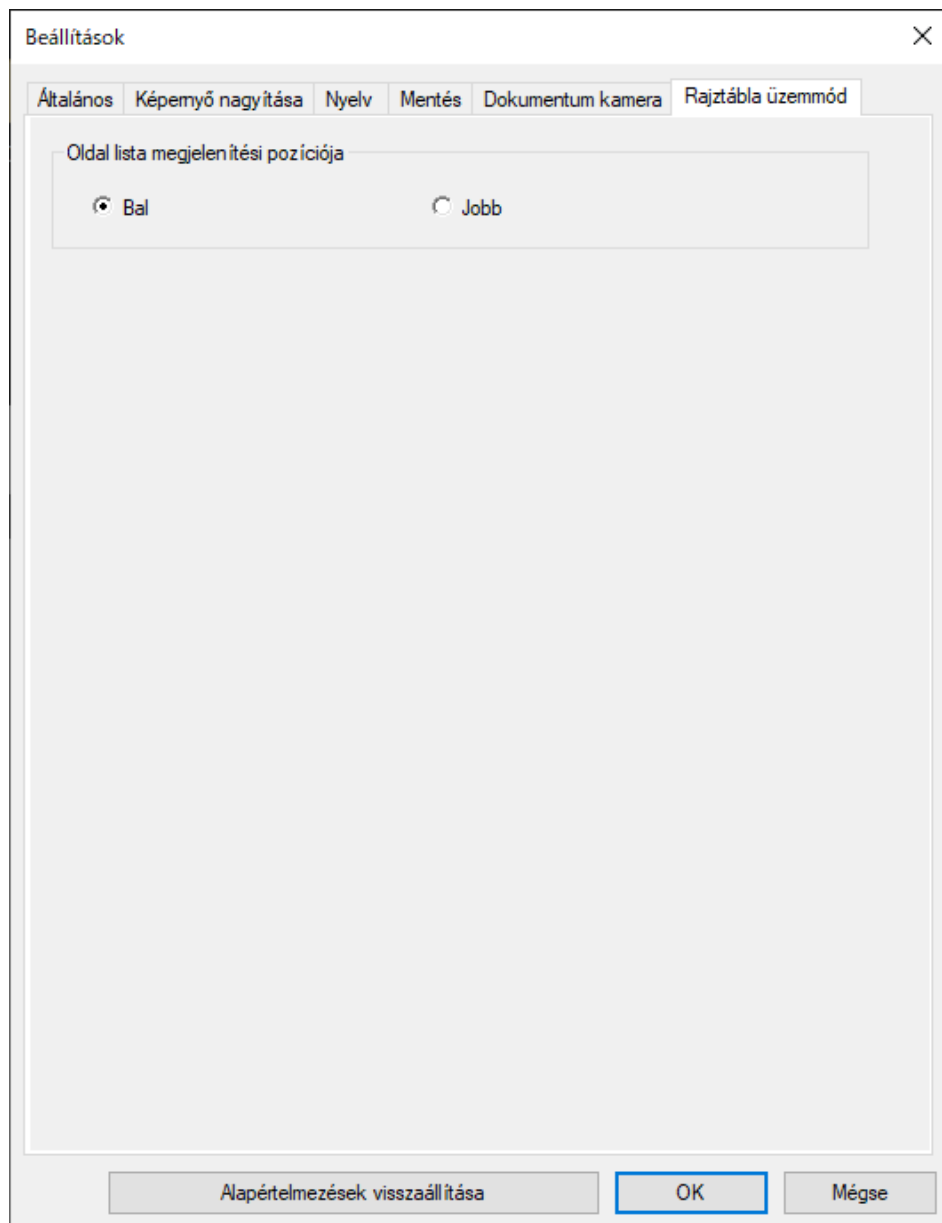 Beállítások
Általános Képernyő nagyítása Nyelv Mentés Dokumentum kamera Rajztábla üzemmód
Oldal lista megjelenítési pozíciója
Bal Jobb
Alapértelmezések visszaállítása OK Mégse